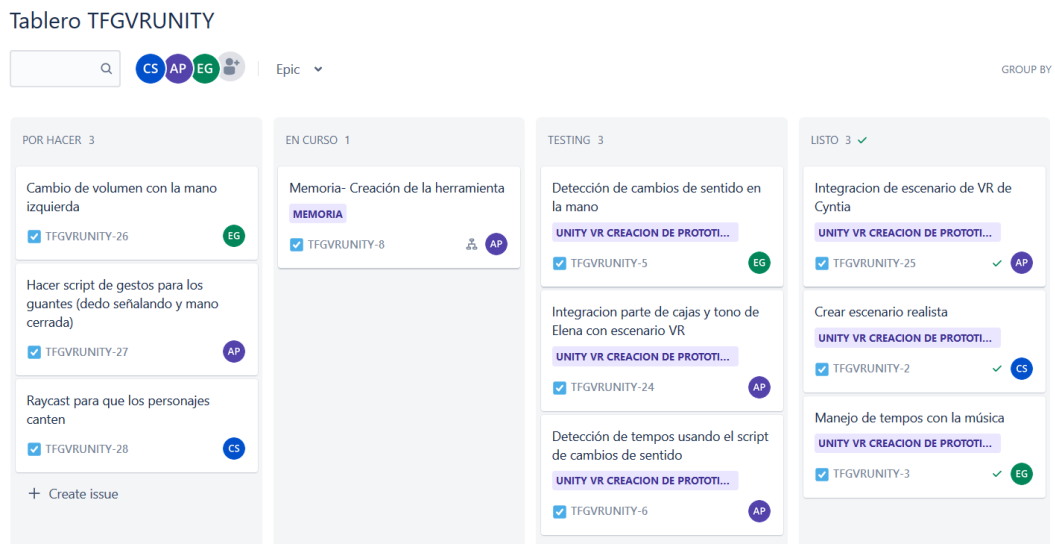 Tablero TFGVRUNITY
CS AP EG
Epic
GROUP BY
POR HACER 3
Cambio de volumen con la mano
izquierda
TFGVRUNITY-26
EG
Hacer script de gestos para los
guantes (dedo señalando y mano
cerrada)
TFGVRUNITY-27
AP
Raycast para que los personajes
canten
TFGVRUNITY-28
CS
+ Create issue
EN CURSO 1
Memoria- Creación de la herramienta
MEMORIA
TFGVRUNITY-8
AP
TESTING 3
Detección de cambios de sentido en
la mano
UNITY VR CREACION DE PROTOTI...
TFGVRUNITY-5
EG
Integracion parte de cajas y tono de
Elena con escenario VR
UNITY VR CREACION DE PROTOTI...
TFGVRUNITY-24
AP
Detección de tempos usando el script
de cambios de sentido
UNITY VR CREACION DE PROTOTI...
TFGVRUNITY-6
AP
LISTO 3
Integracion de escenario de VR de
Cyntia
UNITY VR CREACION DE PROTOTI...
TFGVRUNITY-25
AP
Crear escenario realista
UNITY VR CREACION DE PROTOTI...
TFGVRUNITY-2
CS
Manejo de tempos con la música
UNITY VR CREACION DE PROTOTI...
TFGVRUNITY-3
EG